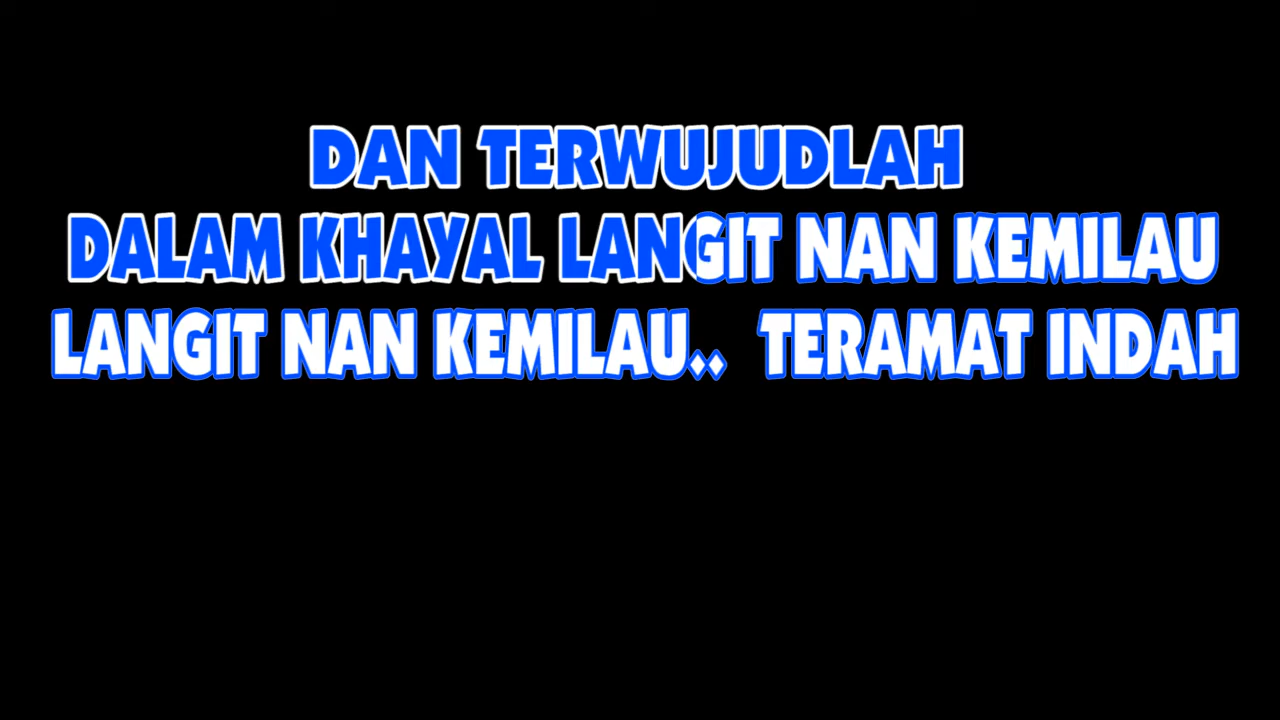 DAN TERWUJUDLAH
DALAM KHAYAL LANGIT NAN KEMILAU
LANGIT NAN KEMILAU.. TERAMAT INDAH